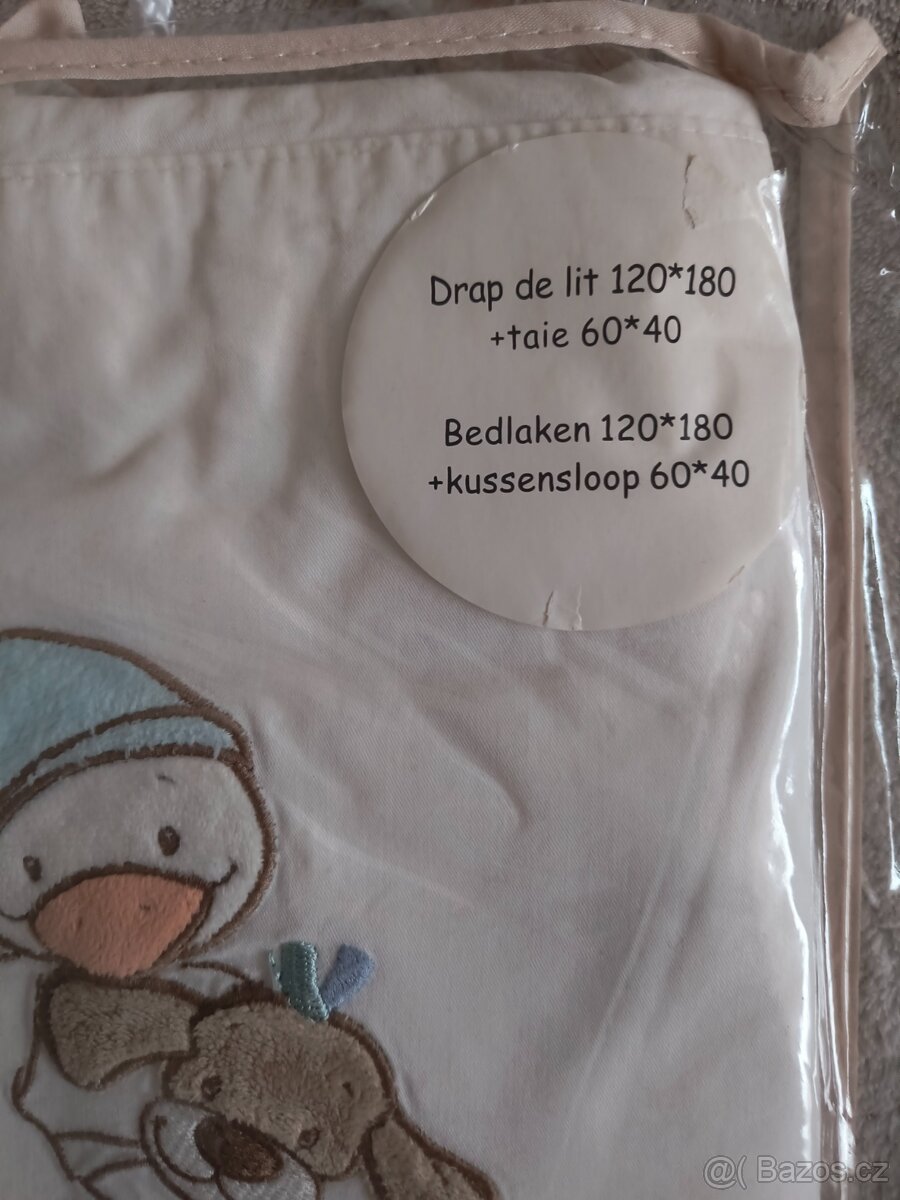 Drap de lit 120*180
+taie 60*40
Bedlaken 120*180
+kussensloop 60*40
@( Bazos.cz